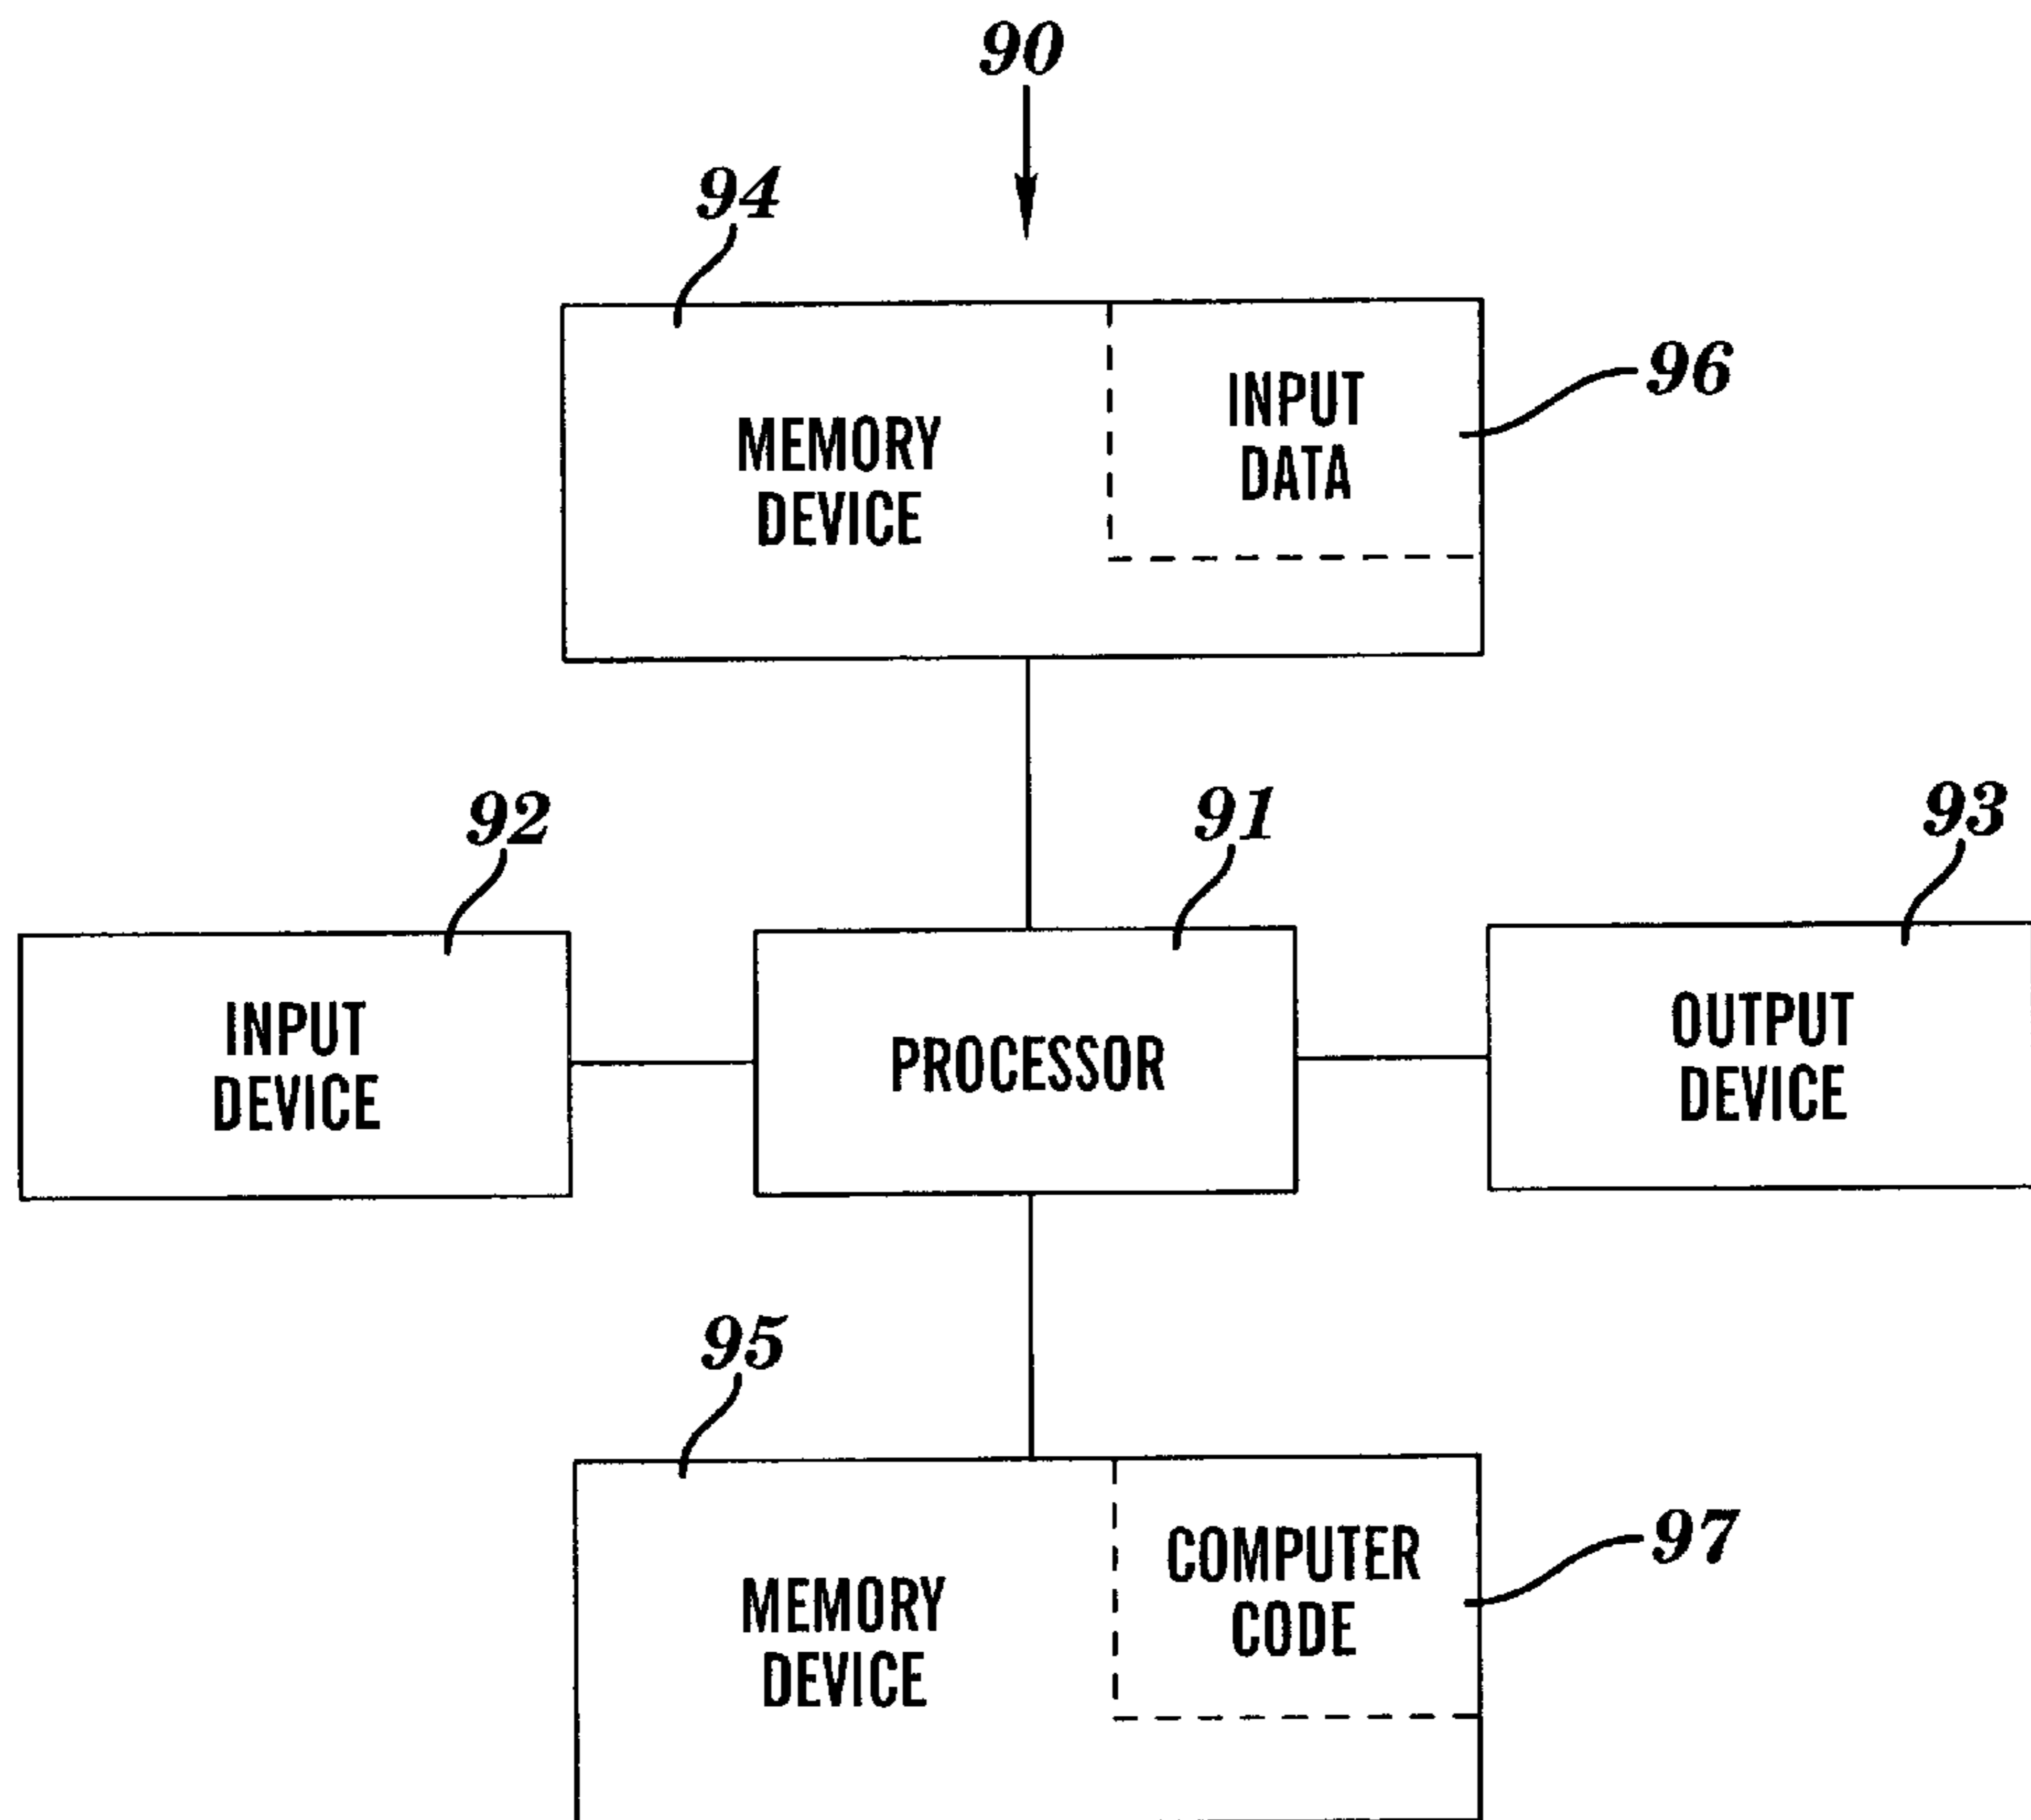 90
94
96
MEMORY
DEVICE
INPUT
DATA
92
91
93
INPUT
DEVICE
PROCESSOR
OUTPUT
DEVICE
95
97
MEMORY
DEVICE
COMPUTER
CODE